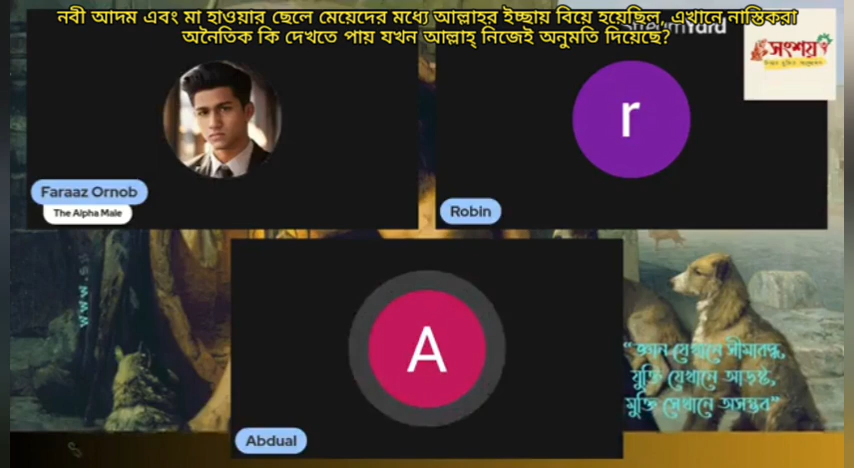 নবী আদম এবং মা হাওয়ার ছেলে মেয়েদের মধ্যে আল্লাহর ইচ্ছায় বিয়ে হয়েছিল, এখানে নাস্তিকরা
অনৈতিক কি দেখতে পায় যখন আল্লাহ্ নিজেই অনুমতি দিয়েছে?
সংশয়
Faraaz Ornob
The Alpha Male
r
Robin
www.s
A
Abdual
“জ্ঞান যেখানে সীমাবদ্ধ,
যুক্তি যেখানে আড়ষ্ট,
মুক্তি সেখানে অসম্ভব”